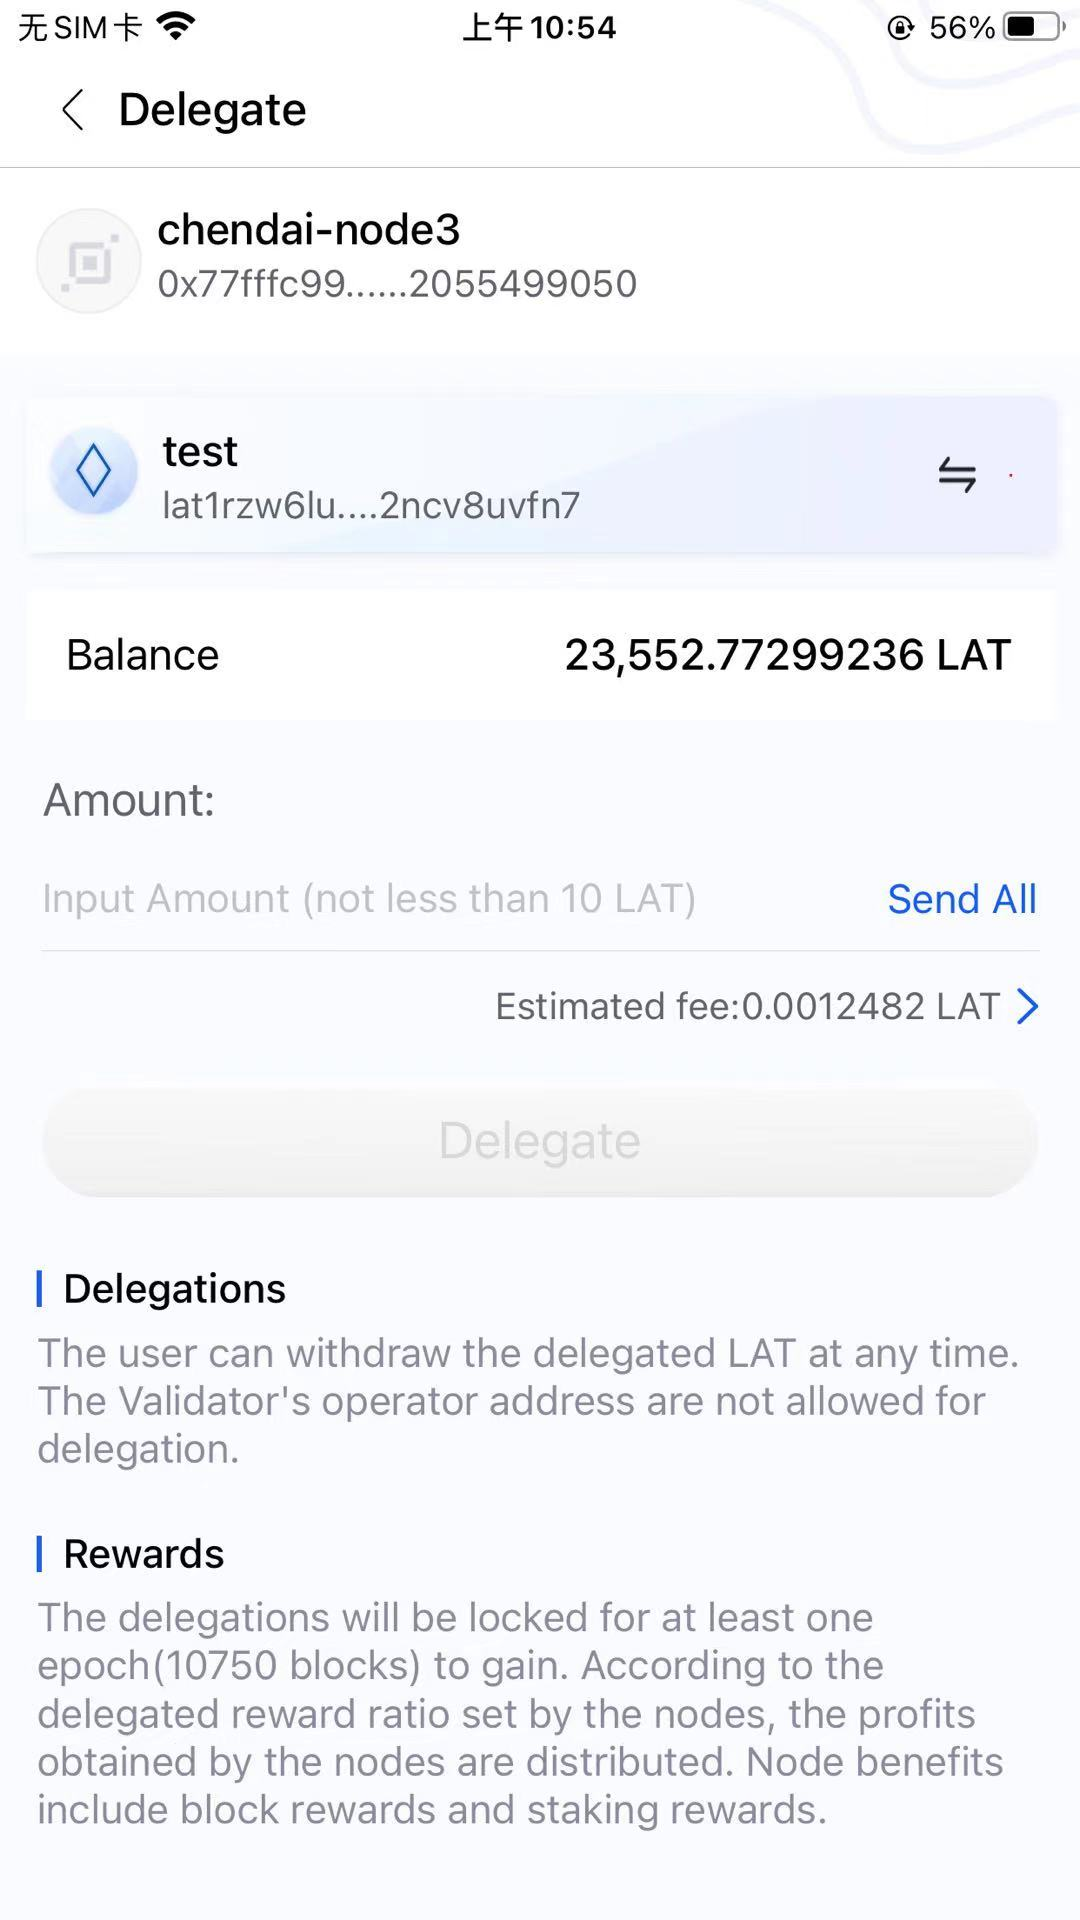 无SIM卡 上午10:54 56%
Delegate
chendai-node3
0x77fffc99......2055499050
test
lat1rzw6lu....2ncv8uvfn7
Balance 23,552.77299236 LAT
Amount:
Input Amount (not less than 10 LAT) Send All
Estimated fee:0.0012482 LAT
Delegate
Delegations
The user can withdraw the delegated LAT at any time.
The Validator's operator address are not allowed for
delegation.
Rewards
The delegations will be locked for at least one
epoch(10750 blocks) to gain. According to the
delegated reward ratio set by the nodes, the profits
obtained by the nodes are distributed. Node benefits
include block rewards and staking rewards.